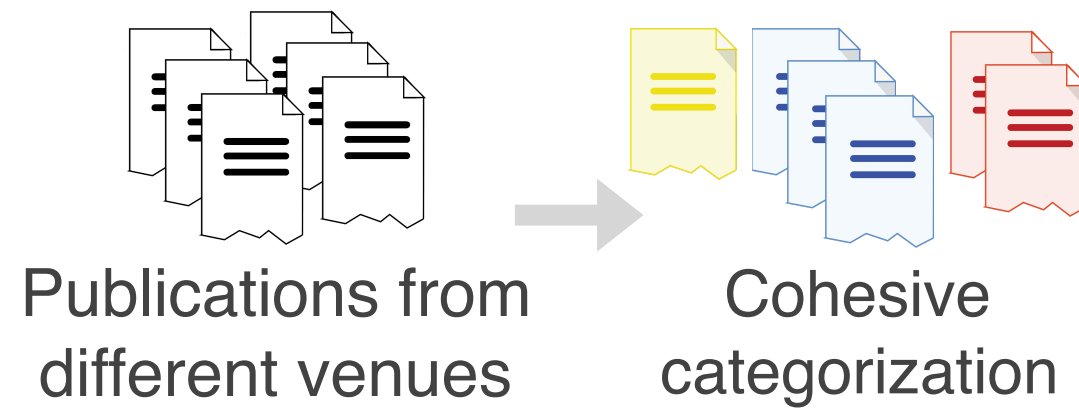 Publications from
different venues
Cohesive
categorization